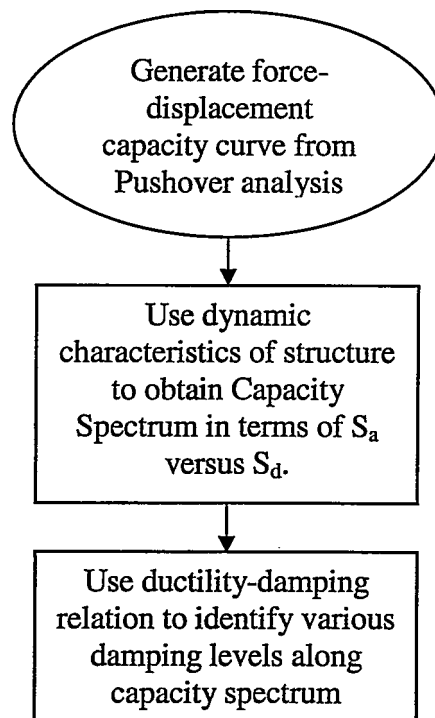 Generate force-
displacement
capacity curve from
Pushover analysis
Use dynamic
characteristics of structure
to obtain Capacity
Spectrum in terms of Sa
versus Sd.
Use ductility-damping
relation to identify various
damping levels along
capacity spectrum